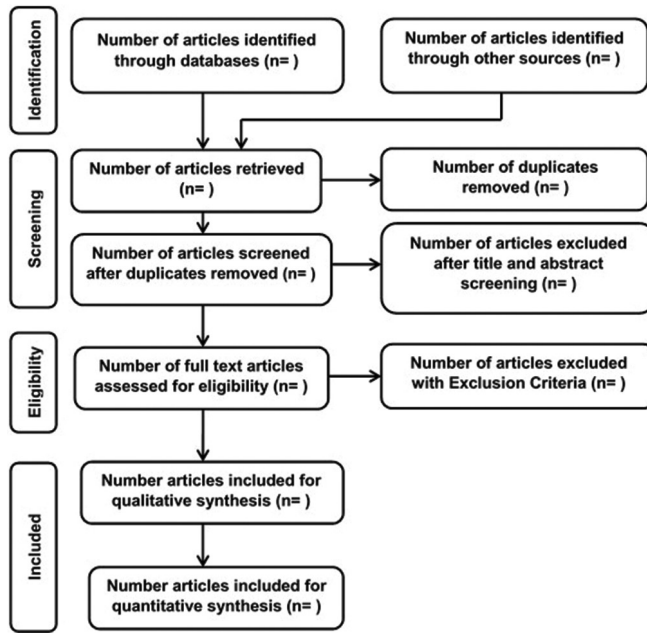 Identification
Number of articles identified
through databases (n= )
Number of articles identified
through other sources (n= )
Screening
Number of articles retrieved
(n= )
Number of duplicates
removed (n= )
Number of articles screened
after duplicates removed (n= )
Number of articles excluded
after title and abstract
screening (n= )
Eligibility
Number of full text articles
assessed for eligibility (n= )
Number of articles excluded
with Exclusion Criteria (n= )
Included
Number articles included for
qualitative synthesis (n= )
Number articles included for
quantitative synthesis (n= )